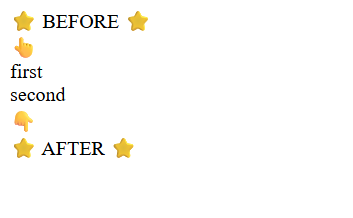 ⭐ BEFORE ⭐
👆
first
second
👇
⭐ AFTER ⭐